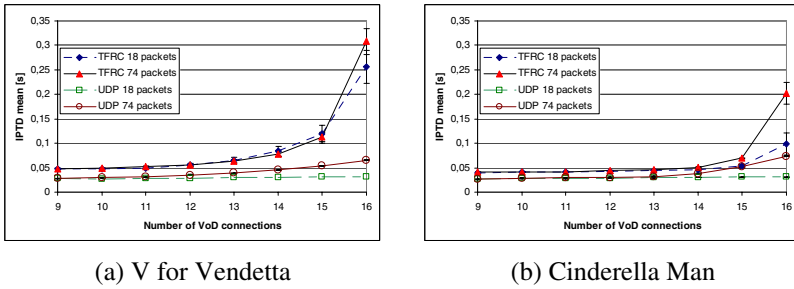 0,35
0,3
0,25
0,2
0,15
0,1
0,05
0
IPTD mean [s]
TFRC 18 packets
TFRC 74 packets
UDP 18 packets
UDP 74 packets
9 10 11 12 13 14 15 16
Number of VoD connections
(a) V for Vendetta
0,35
0,3
0,25
0,2
0,15
0,1
0,05
0
IPTD mean [s]
TFRC 18 packets
TFRC 74 packets
UDP 18 packets
UDP 74 packets
9 10 11 12 13 14 15 16
Number of VoD connections
(b) Cinderella Man